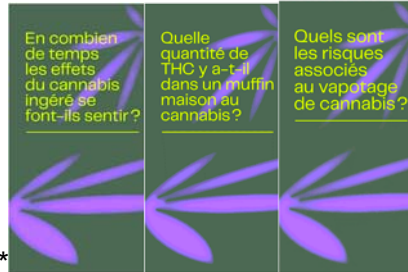 En combien
de temps
les effets
du cannabis
ingéré se
font-ils sentir ?
Quelle
quantité de
THC y a-t-il
dans un muffin
maison au
cannabis ?
Quels sont
les risques
associés
au vapotage
de cannabis ?
*